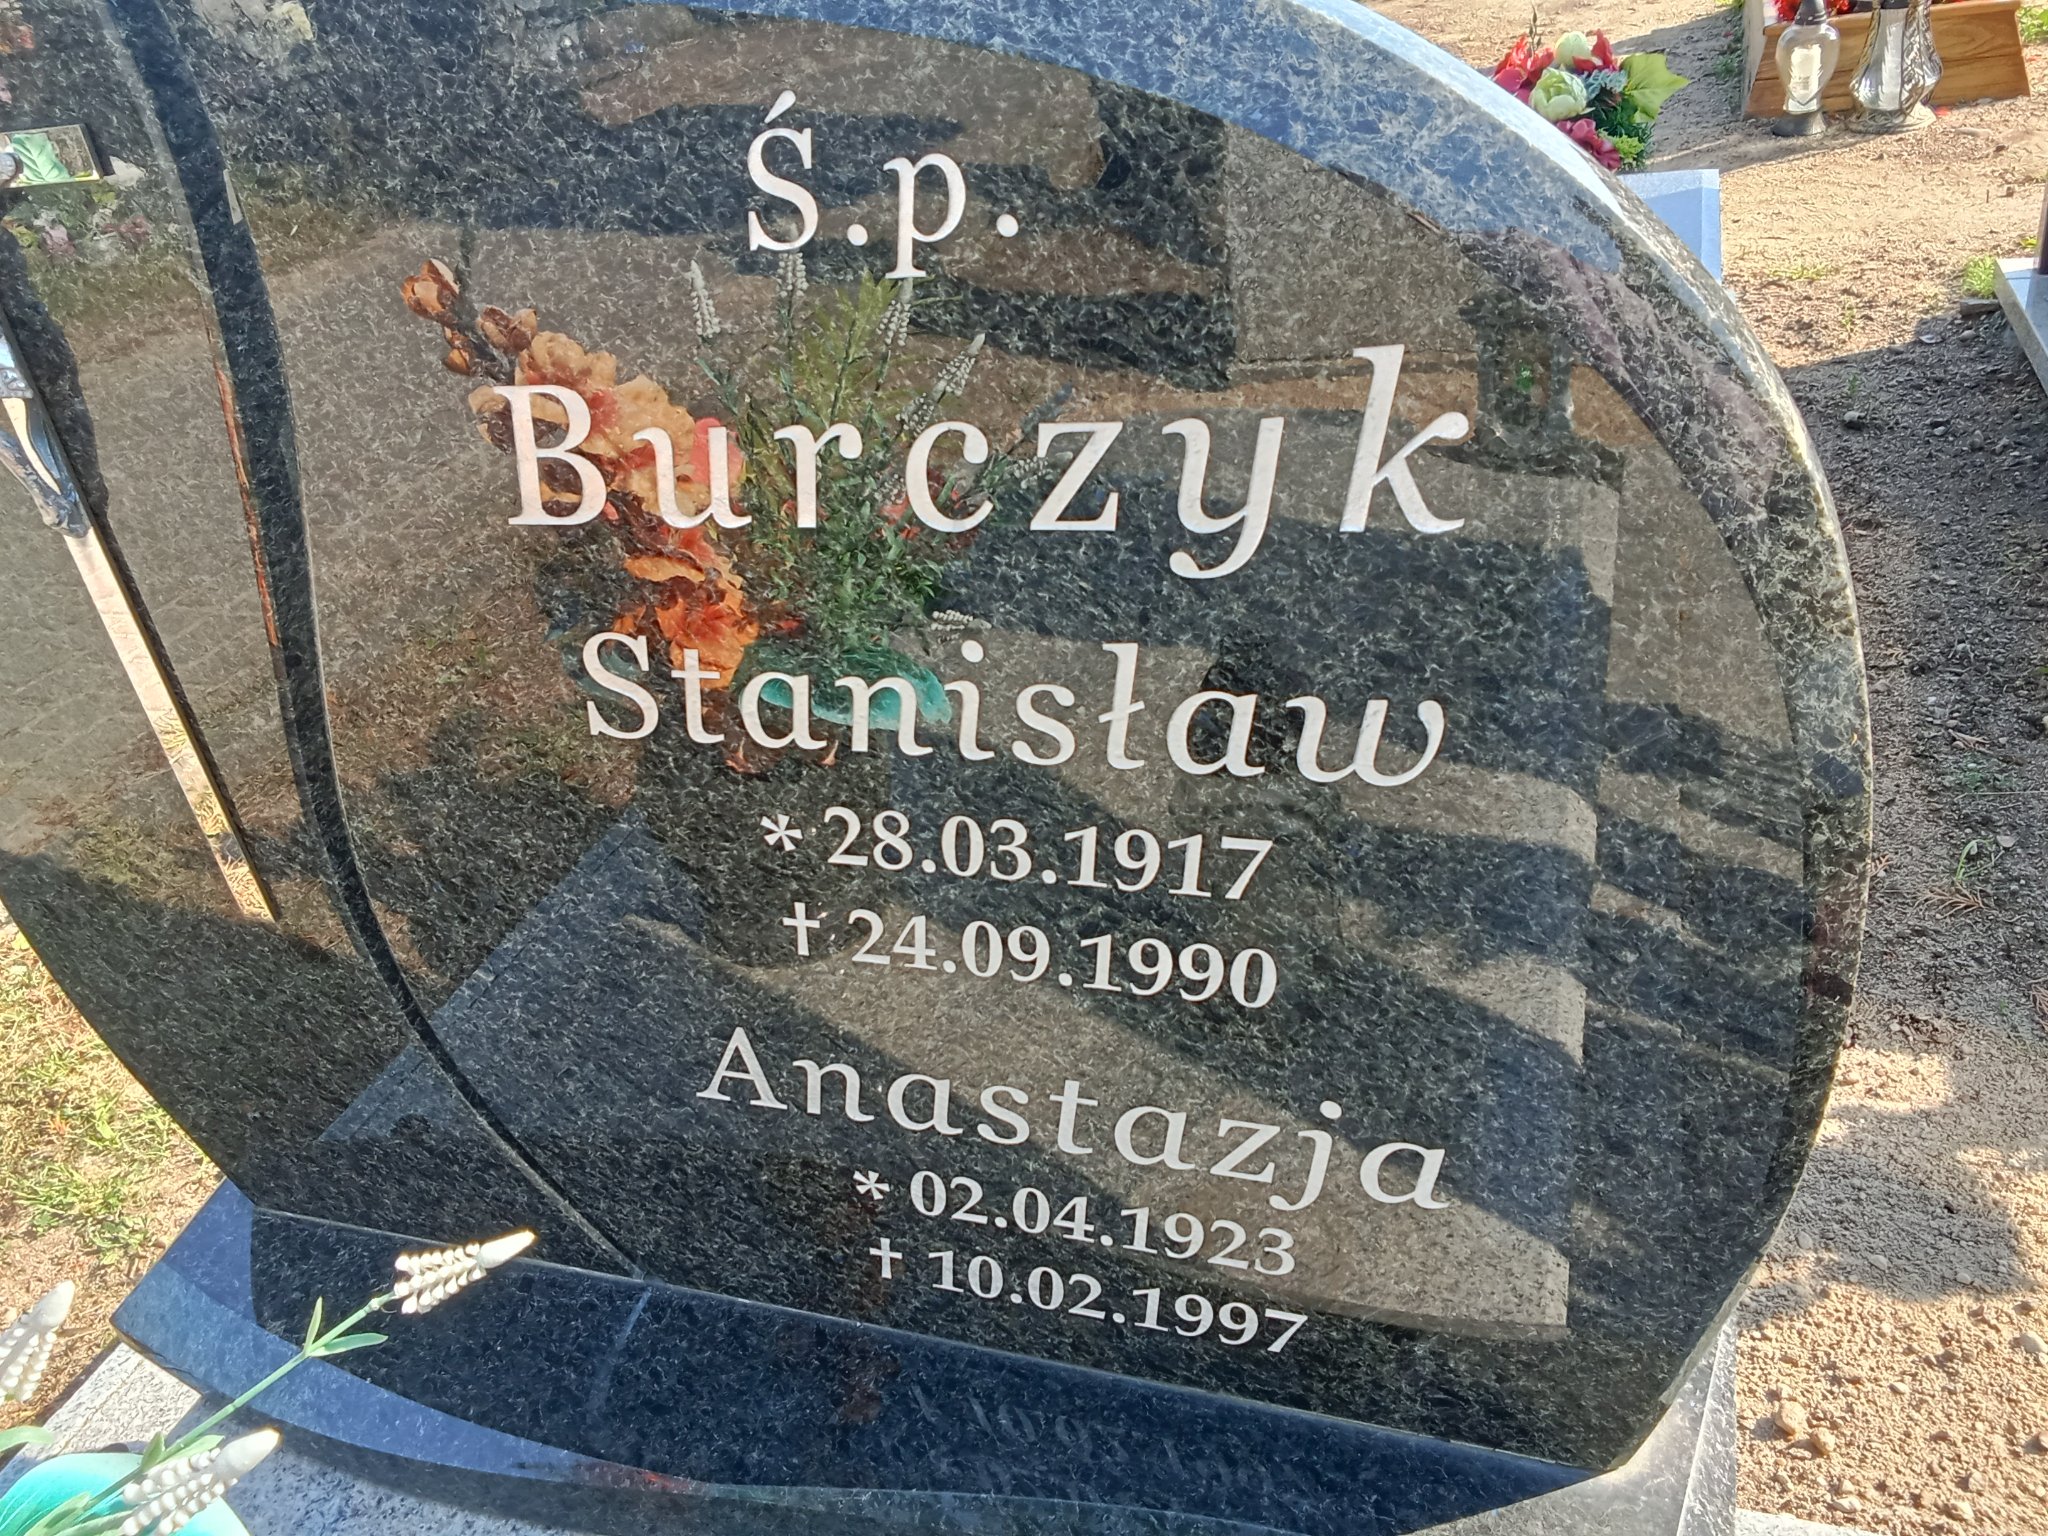 Ś.p.
Burczyk
Stanisław
* 28.03.1917
† 24.09.1990
Anastazja
* 02.04.1923
† 10.02.1997